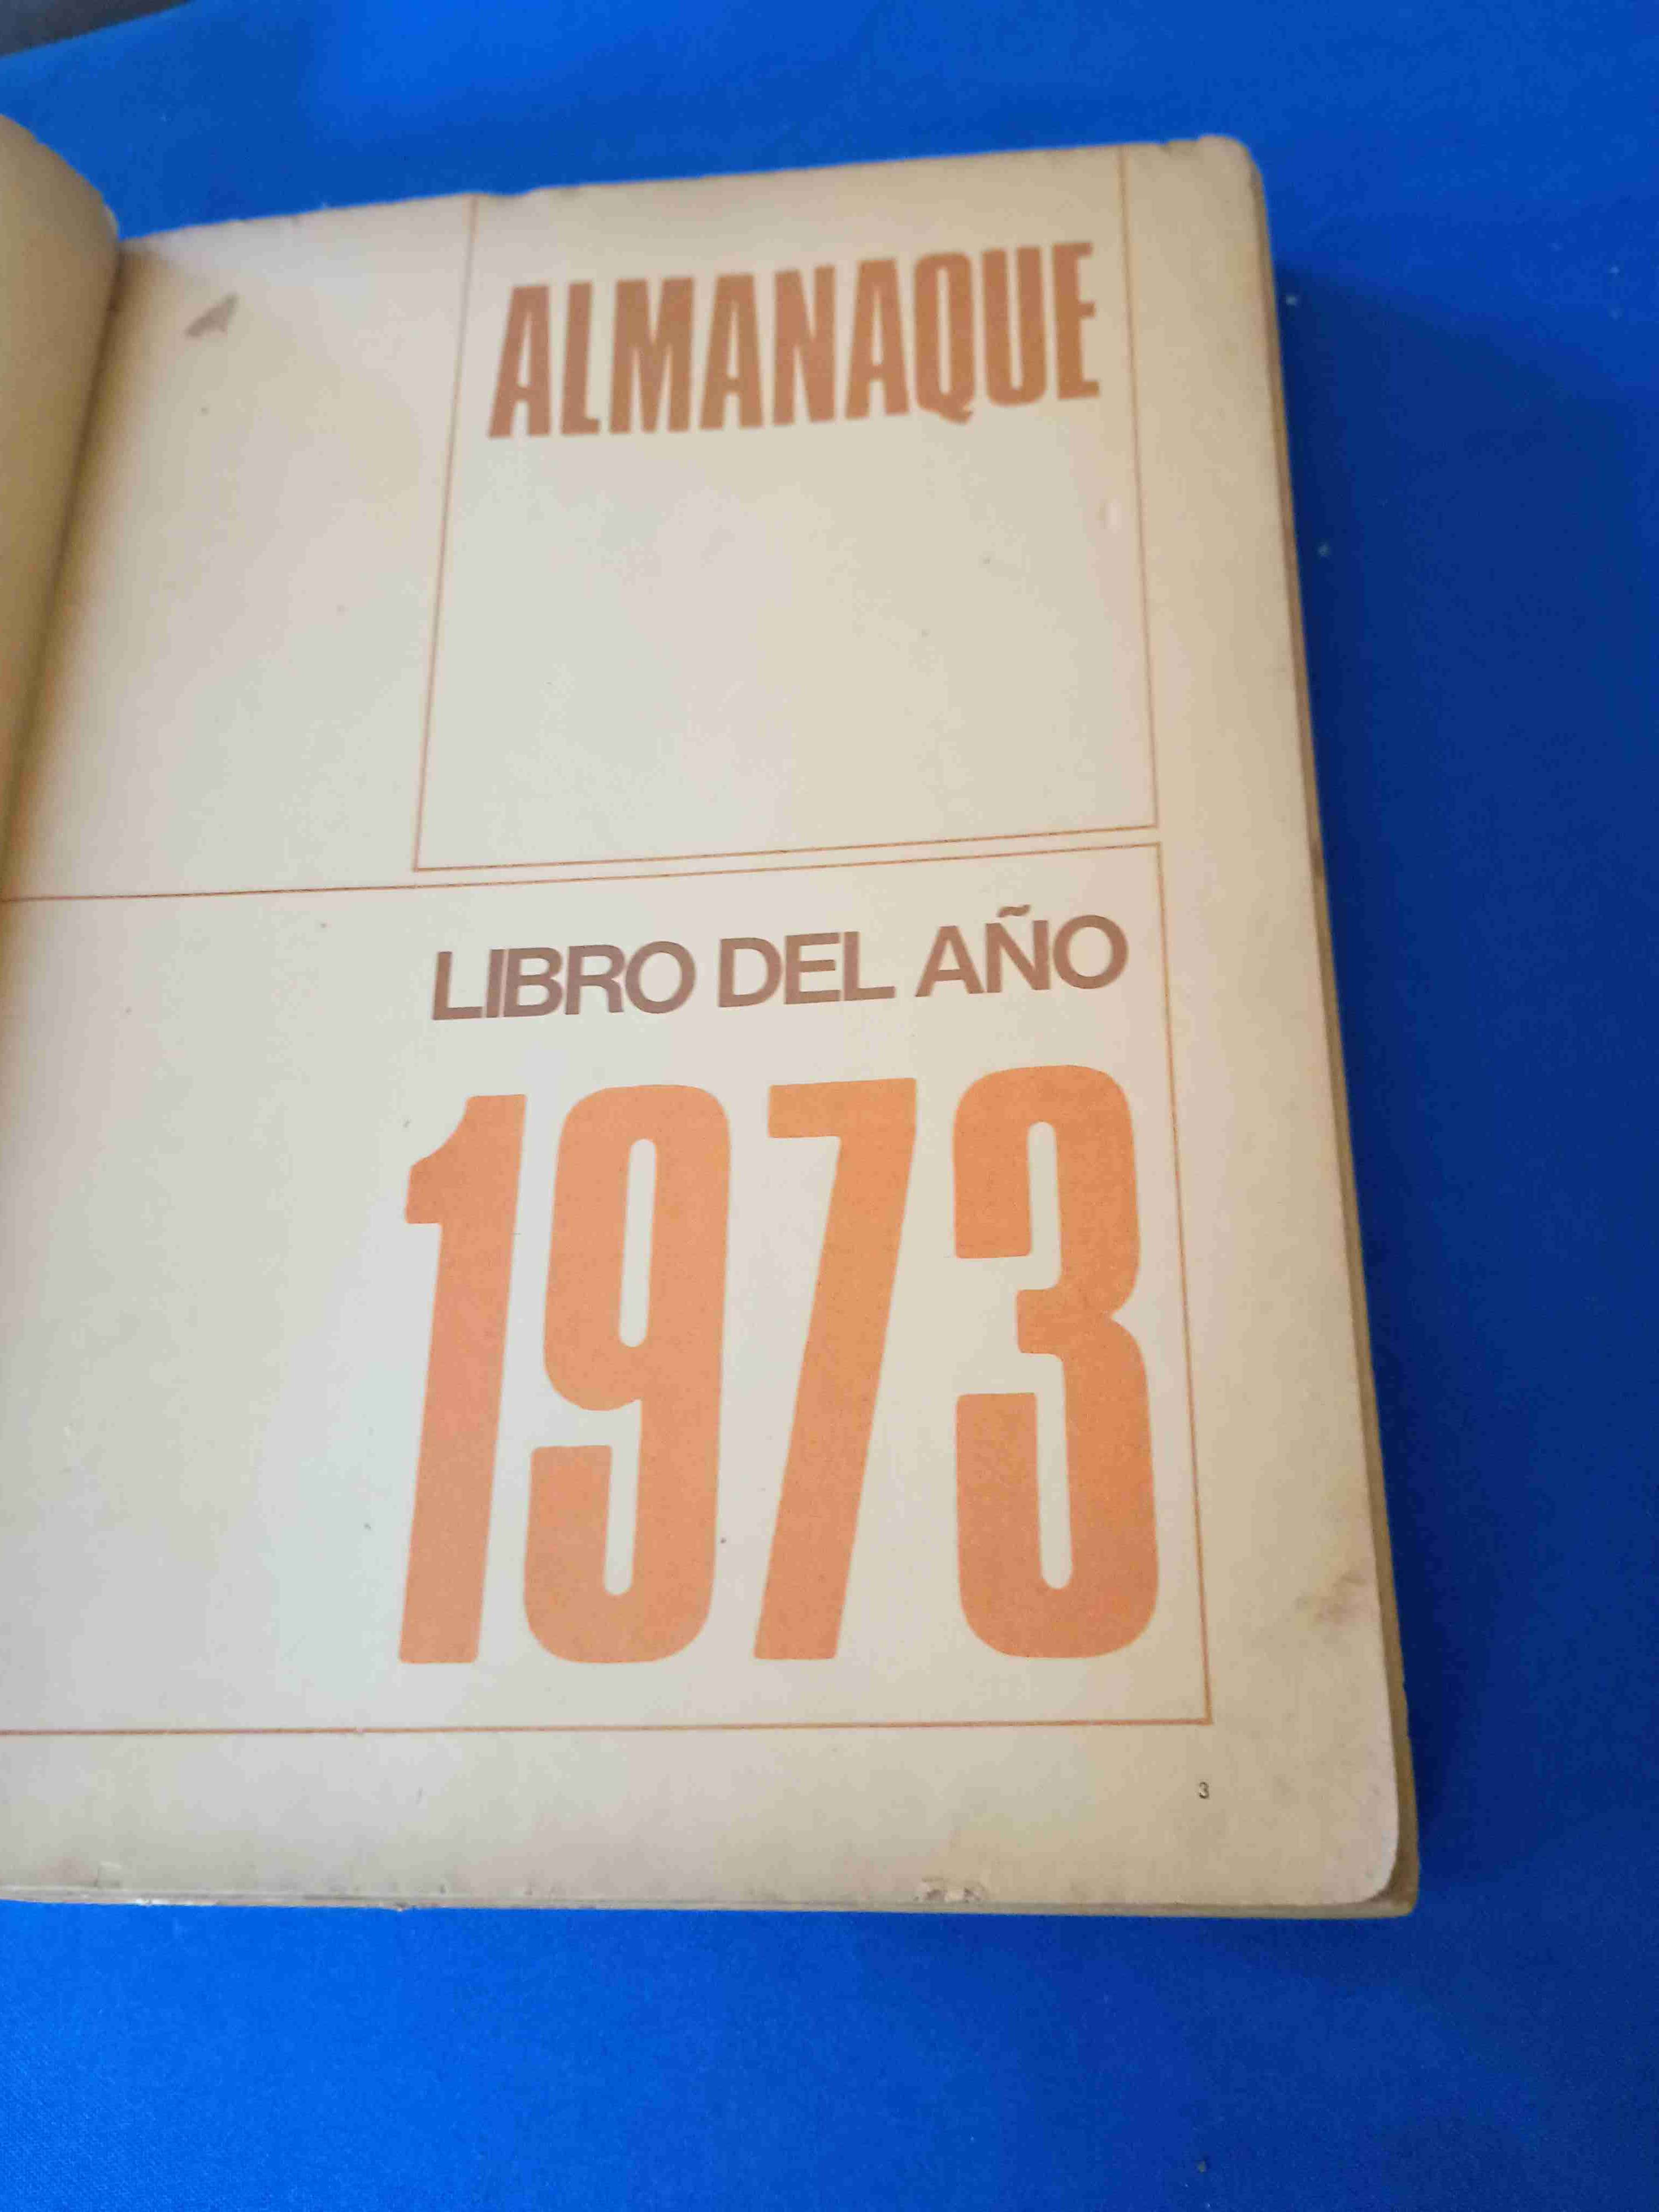 ALMANAQUE
LIBRO DEL AÑO
1973
3